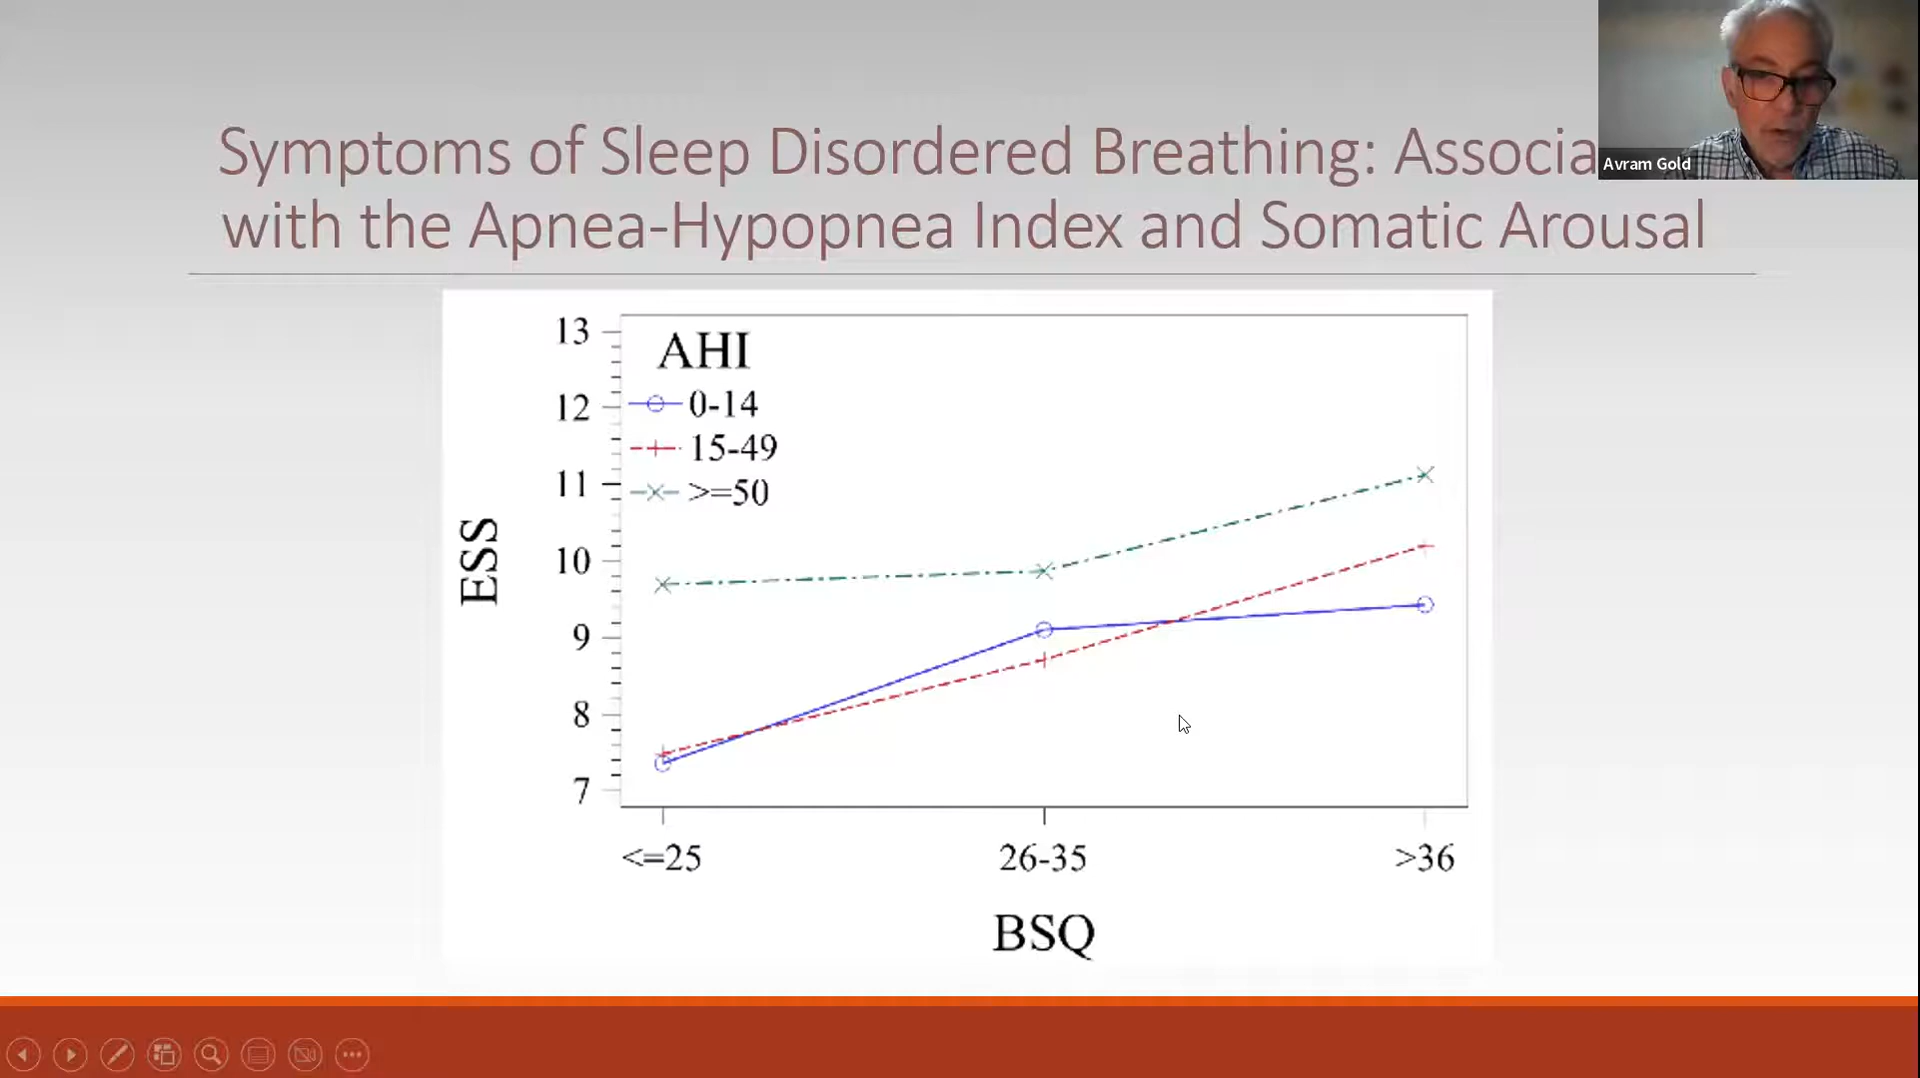 Symptoms of Sleep Disordered Breathing:
with the Apnea-Hypopnea Index and Somatic Arousal
Avram Gold
13
12
11
10
9
8
7
AHI
0-14
15-49
>=50
ESS
<=25
26-35
>36
BSQ